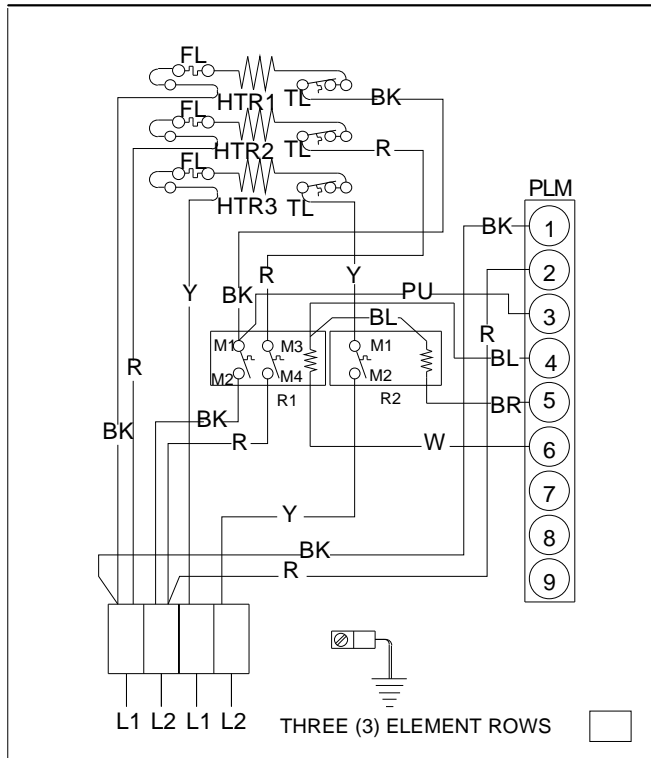 FL
HTR1 TL BK
FL
HTR2 TL R
FL
HTR3 TL
PLM
BK 1
2
R Y
Y BK PU 3
BL R
M1 M3 M1
R BL 4
M2 M4 M2
R1 R2 BR 5
BK
BK R W 6
7
Y
8
BK
R
9
L1 L2 L1 L2
THREE (3) ELEMENT ROWS